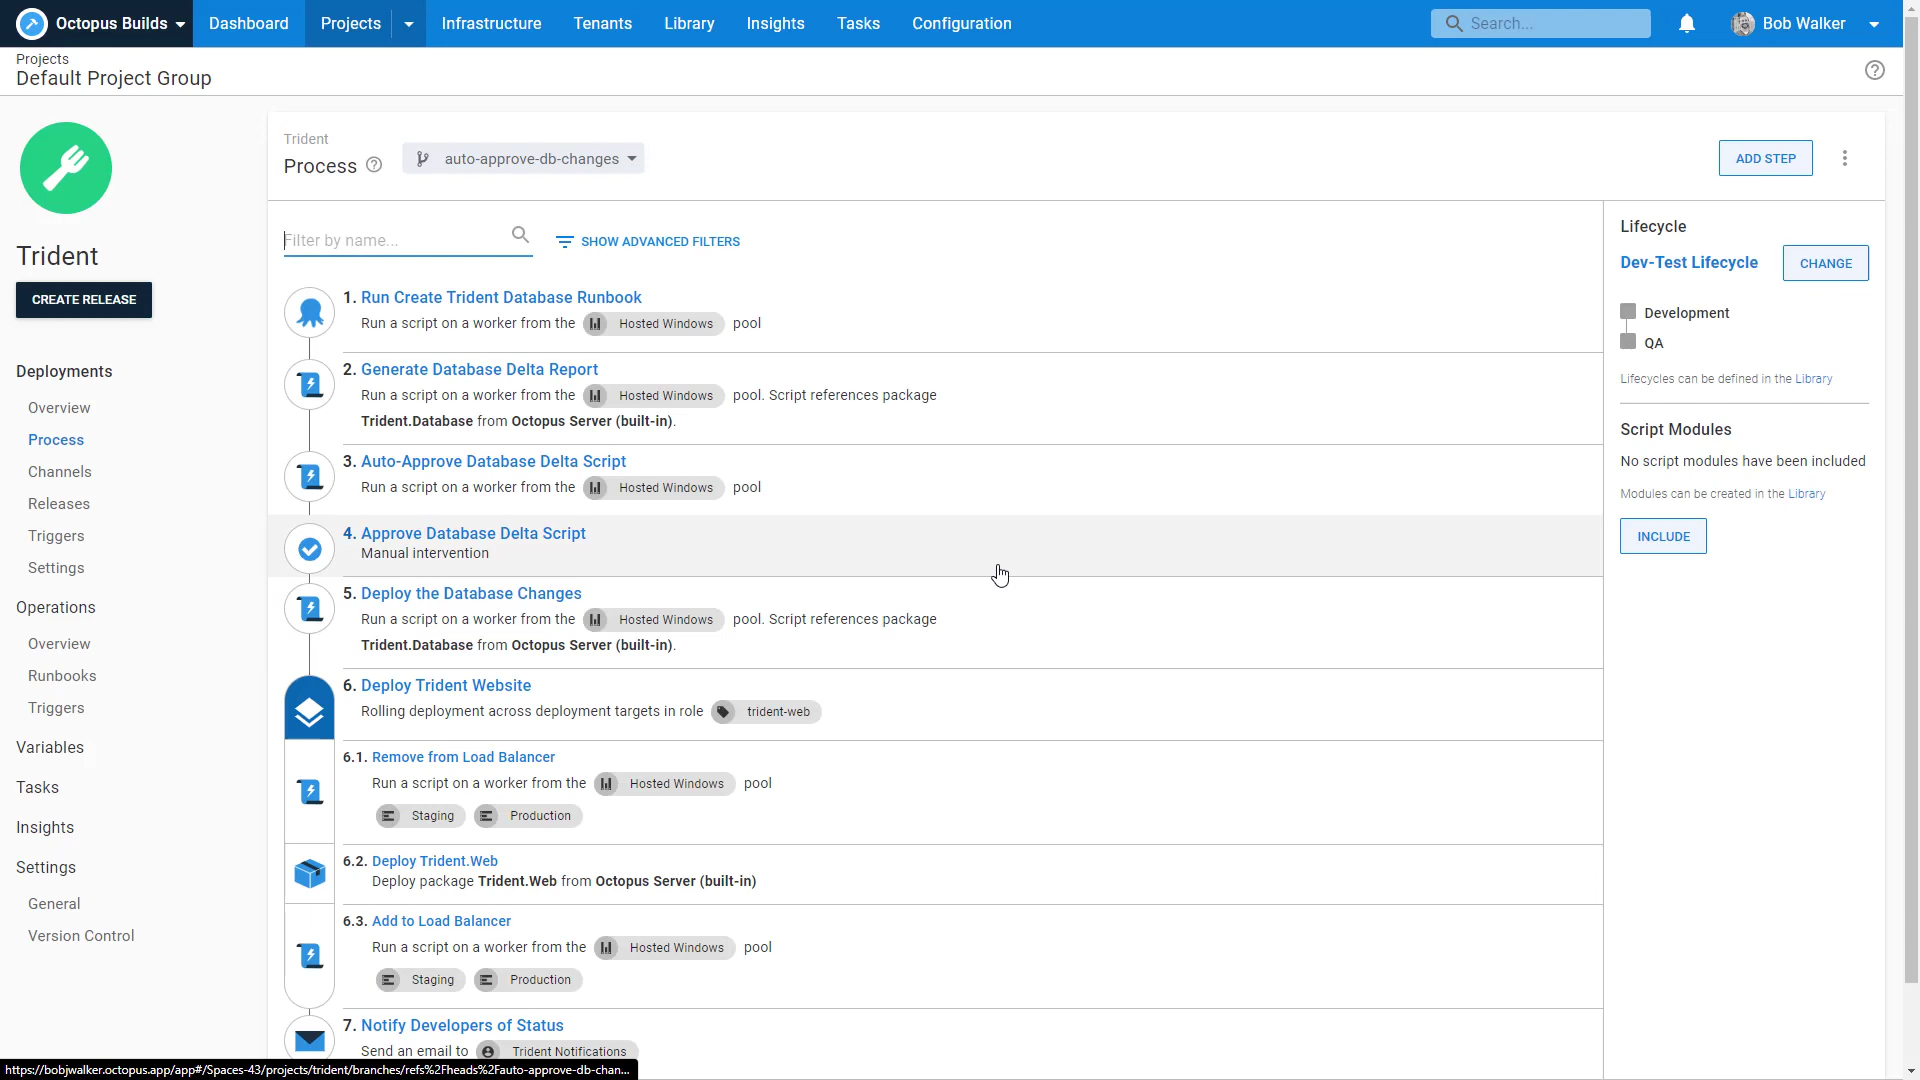 Octopus Builds
Dashboard
Projects
Infrastructure
Tenants
Library
Insights
Tasks
Configuration
Search...
Bob Walker
Projects
Default Project Group
Trident
CREATE RELEASE
Deployments
Overview
Process
Channels
Releases
Triggers
Settings
Operations
Overview
Runbooks
Triggers
Variables
Tasks
Insights
Settings
General
Version Control
Trident
Process
auto-approve-db-changes
ADD STEP
Filter by name...
SHOW ADVANCED FILTERS
1. Run Create Trident Database Runbook
Run a script on a worker from the Hosted Windows pool
2. Generate Database Delta Report
Run a script on a worker from the Hosted Windows pool. Script references package
Trident.Database from Octopus Server (built-in).
3. Auto-Approve Database Delta Script
Run a script on a worker from the Hosted Windows pool
4. Approve Database Delta Script
Manual intervention
5. Deploy the Database Changes
Run a script on a worker from the Hosted Windows pool. Script references package
Trident.Database from Octopus Server (built-in).
6. Deploy Trident Website
Rolling deployment across deployment targets in role trident-web
6.1. Remove from Load Balancer
Run a script on a worker from the Hosted Windows pool
Staging Production
6.2. Deploy Trident.Web
Deploy package Trident.Web from Octopus Server (built-in)
6.3. Add to Load Balancer
Run a script on a worker from the Hosted Windows pool
Staging Production
7. Notify Developers of Status
Send an email to Trident Notifications
Lifecycle
Dev-Test Lifecycle
CHANGE
Development
QA
Lifecycles can be defined in the Library
Script Modules
No script modules have been included
Modules can be created in the Library
INCLUDE
https://bobjwalker.octopus.app/app#/Spaces-43/projects/trident/branches/refs%2Fheads%2Fauto-approve-db-chan...